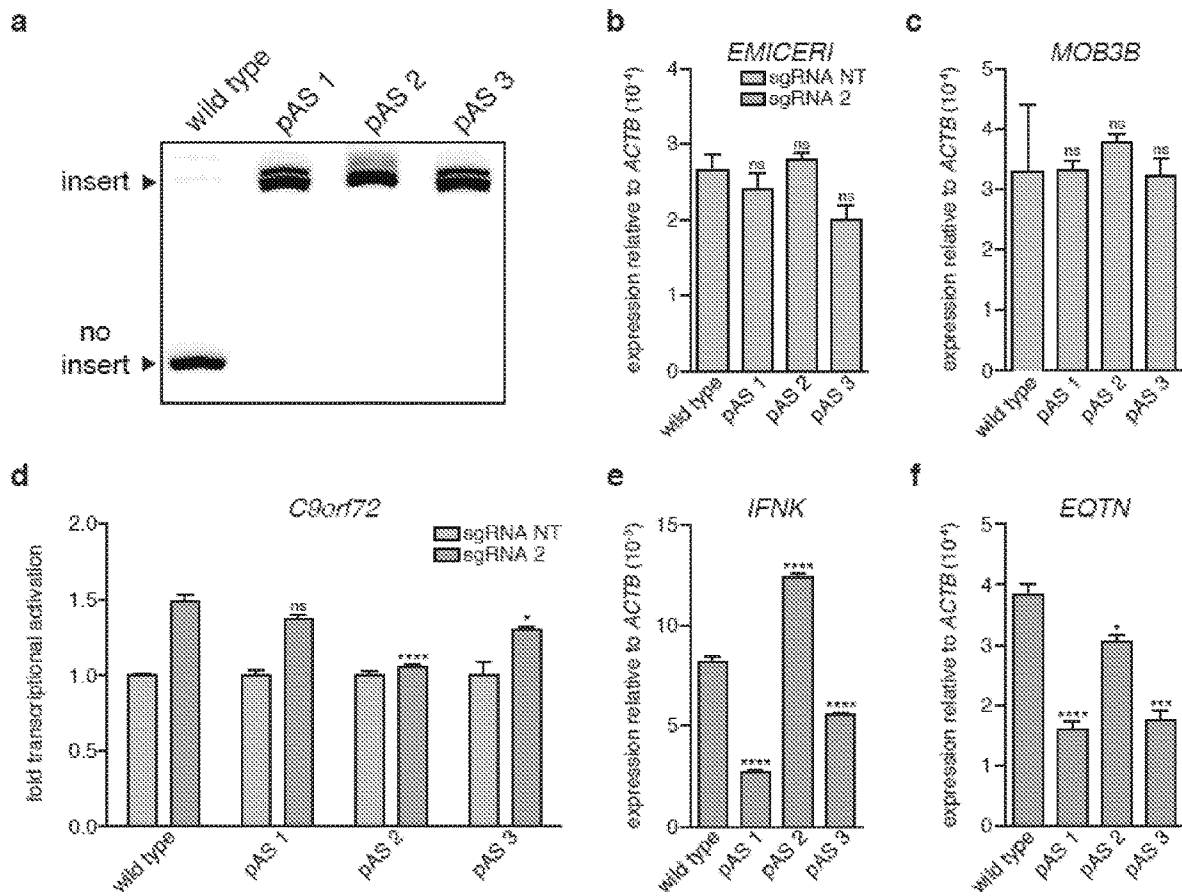 a
wild type
pAS 1
pAS 2
pAS 3
insert
no
insert
b
EMICERI
sgRNA NT
sgRNA 2
expression relative to ACTB (10⁻⁴)
4
3
2
1
0
ns
ns
ns
wild type
pAS 1
pAS 2
pAS 3
c
MOB3B
expression relative to ACTB (10⁻⁴)
5
4
3
2
1
0
ns
ns
ns
wild type
pAS 1
pAS 2
pAS 3
d
C9orf72
sgRNA NT
sgRNA 2
fold transcriptional activation
2.0
1.5
1.0
0.5
0.0
ns
****
*
wild type
pAS 1
pAS 2
pAS 3
e
IFNK
expression relative to ACTB
15
10
5
0
****
****
****
wild type
pAS 1
pAS 2
pAS 3
f
EQTN
expression relative to ACTB (10⁻⁴)
5
4
3
2
1
0
****
*
***
wild type
pAS 1
pAS 2
pAS 3